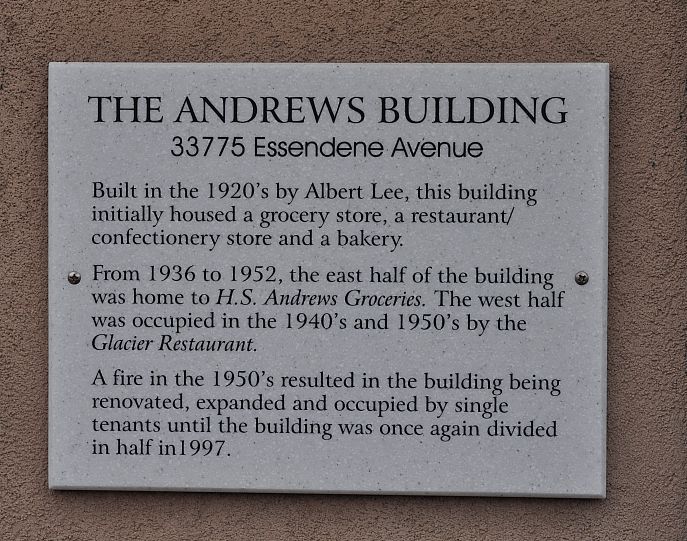 THE ANDREWS BUILDING
33775 Essendene Avenue
Built in the 1920's by Albert Lee, this building
initially housed a grocery store, a restaurant/
confectionery store and a bakery.
From 1936 to 1952, the east half of the building
was home to H.S. Andrews Groceries. The west half
was occupied in the 1940's and 1950's by the
Glacier Restaurant.
A fire in the 1950's resulted in the building being
renovated, expanded and occupied by single
tenants until the building was once again divided
in half in1997.